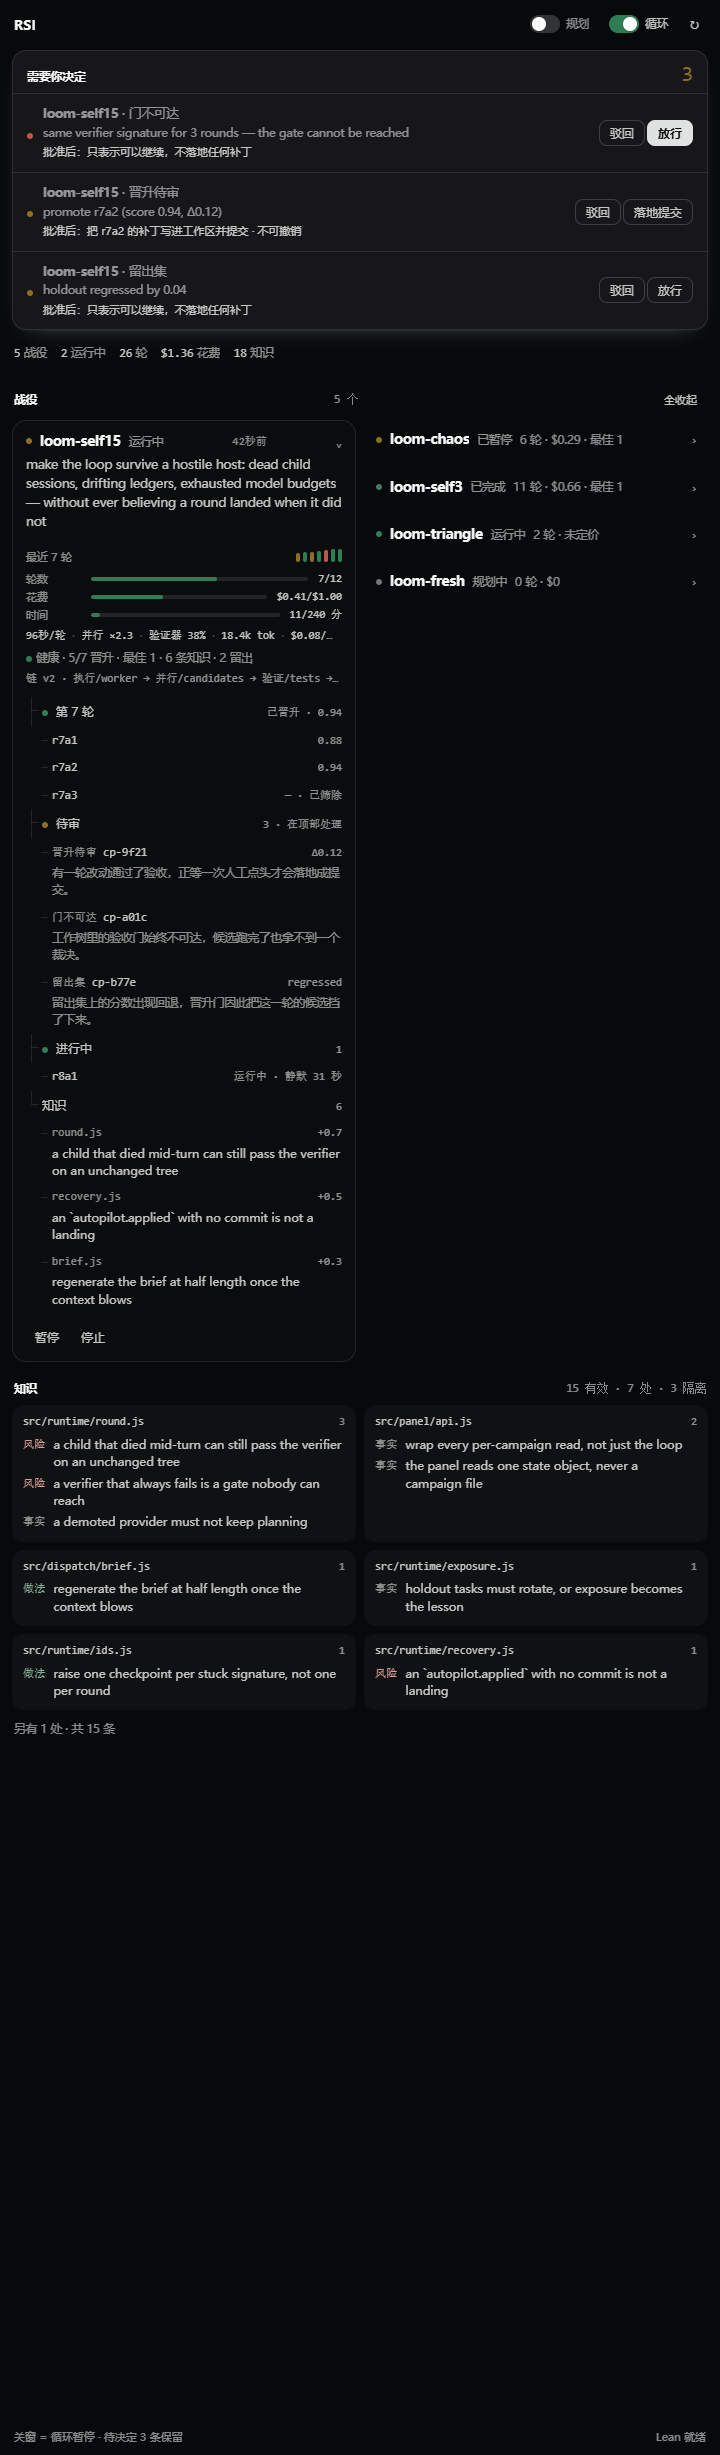 RSI
规划
循环
↻
需要你决定
3
loom-self15 · 门不可达
same verifier signature for 3 rounds — the gate cannot be reached
批准后：只表示可以继续，不落地任何补丁
驳回
放行
loom-self15 · 晋升待审
promote r7a2 (score 0.94, Δ0.12)
批准后：把 r7a2 的补丁写进工作区并提交 · 不可撤销
驳回
落地提交
loom-self15 · 留出集
holdout regressed by 0.04
批准后：只表示可以继续，不落地任何补丁
驳回
放行
5 战役 2 运行中 26 轮 $1.36 花费 18 知识
战役
5 个
全收起
loom-self15 运行中 42秒前
make the loop survive a hostile host: dead child
sessions, drifting ledgers, exhausted model budgets
— without ever believing a round landed when it did
not
最近 7 轮
轮数 7/12
花费 $0.41/$1.00
时间 11/240 分
96秒/轮 · 并行 ×2.3 · 验证器 38% · 18.4k tok · $0.08/…
健康 · 5/7 晋升 · 最佳 1 · 6 条知识 · 2 留出
链 v2 · 执行/worker → 并行/candidates → 验证/tests →…
第 7 轮 已晋升 · 0.94
r7a1 0.88
r7a2 0.94
r7a3 — · 已筛除
待审 3 · 在顶部处理
晋升待审 cp-9f21 Δ0.12
有一轮改动通过了验收，正等一次人工点头才会落地成提
交。
门不可达 cp-a01c
工作树里的验收门始终不可达，候选跑完了也拿不到一个
裁决。
留出集 cp-b77e regressed
留出集上的分数出现回退，晋升门因此把这一轮的候选挡
了下来。
进行中 1
r8a1 运行中 · 静默 31 秒
知识 6
round.js +0.7
a child that died mid-turn can still pass the verifier
on an unchanged tree
recovery.js +0.5
an `autopilot.applied` with no commit is not a
landing
brief.js +0.3
regenerate the brief at half length once the
context blows
暂停 停止
loom-chaos 已暂停 6 轮 · $0.29 · 最佳 1 ›
loom-self3 已完成 11 轮 · $0.66 · 最佳 1 ›
loom-triangle 运行中 2 轮 · 未定价 ›
loom-fresh 规划中 0 轮 · $0 ›
知识
15 有效 · 7 处 · 3 隔离
src/runtime/round.js 3
风险 a child that died mid-turn can still pass the verifier
on an unchanged tree
风险 a verifier that always fails is a gate nobody can
reach
事实 a demoted provider must not keep planning
src/panel/api.js 2
事实 wrap every per-campaign read, not just the loop
事实 the panel reads one state object, never a
campaign file
src/dispatch/brief.js 1
做法 regenerate the brief at half length once the
context blows
src/runtime/exposure.js 1
事实 holdout tasks must rotate, or exposure becomes
the lesson
src/runtime/ids.js 1
做法 raise one checkpoint per stuck signature, not one
per round
src/runtime/recovery.js 1
风险 an `autopilot.applied` with no commit is not a
landing
另有 1 处 · 共 15 条
关窗 = 循环暂停 · 待决定 3 条保留
Lean 就绪